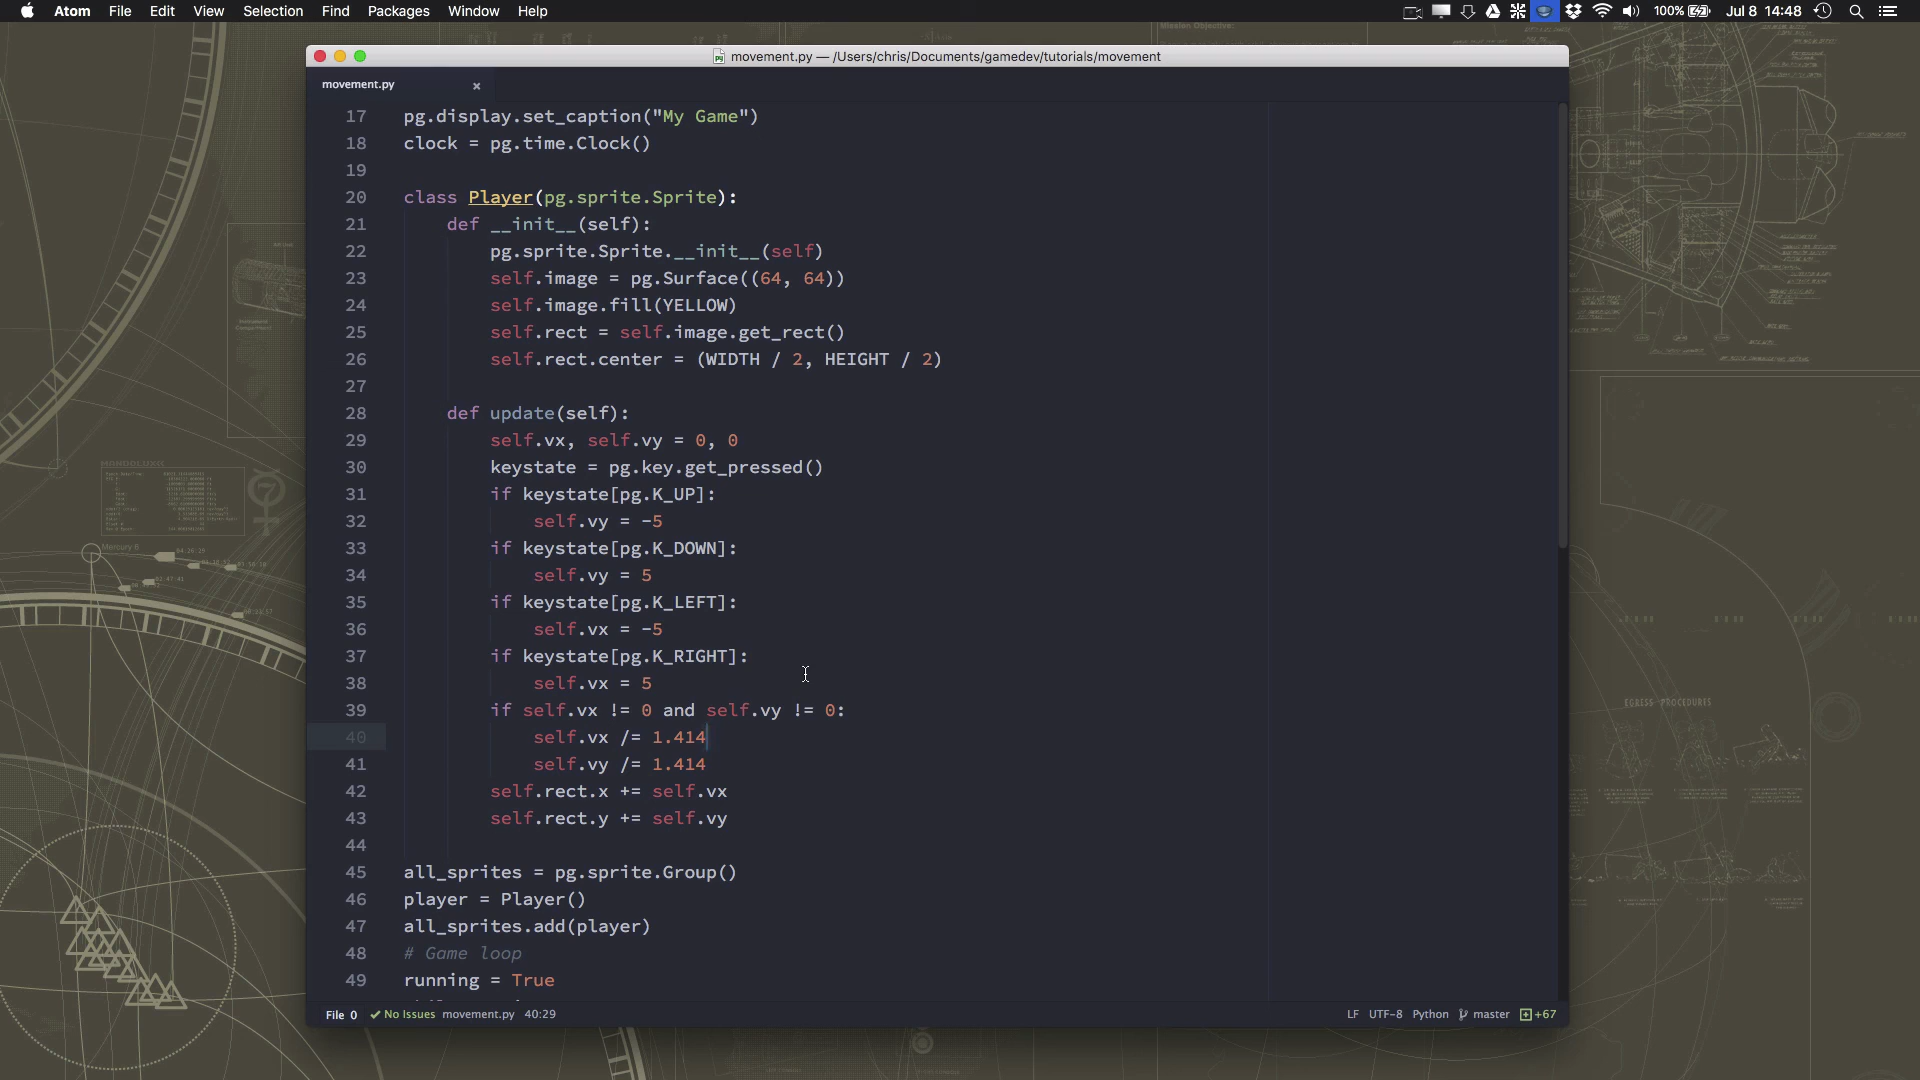 Atom File Edit View Selection Find Packages Window Help 100% Jul 8 14:48
movement.py — /Users/chris/Documents/gamedev/tutorials/movement
movement.py
17 pg.display.set_caption("My Game")
18 clock = pg.time.Clock()
19
20 class Player(pg.sprite.Sprite):
21 def __init__(self):
22 pg.sprite.Sprite.__init__(self)
23 self.image = pg.Surface((64, 64))
24 self.image.fill(YELLOW)
25 self.rect = self.image.get_rect()
26 self.rect.center = (WIDTH / 2, HEIGHT / 2)
27
28 def update(self):
29 self.vx, self.vy = 0, 0
30 keystate = pg.key.get_pressed()
31 if keystate[pg.K_UP]:
32 self.vy = -5
33 if keystate[pg.K_DOWN]:
34 self.vy = 5
35 if keystate[pg.K_LEFT]:
36 self.vx = -5
37 if keystate[pg.K_RIGHT]:
38 self.vx = 5
39 if self.vx != 0 and self.vy != 0:
40 self.vx /= 1.414
41 self.vy /= 1.414
42 self.rect.x += self.vx
43 self.rect.y += self.vy
44
45 all_sprites = pg.sprite.Group()
46 player = Player()
47 all_sprites.add(player)
48 # Game loop
49 running = True
File 0 No Issues movement.py 40:29 LF UTF-8 Python master +67
Mercury 6
PROCEDURES